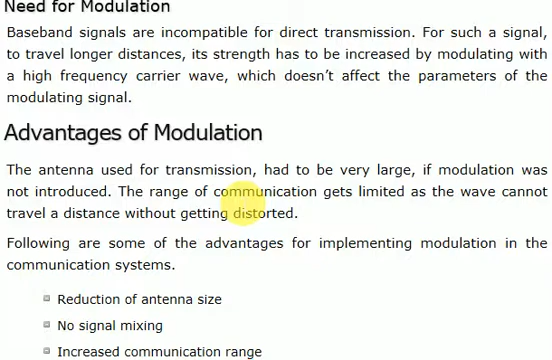 Need for Modulation
Baseband signals are incompatible for direct transmission. For such a signal,
to travel longer distances, its strength has to be increased by modulating with
a high frequency carrier wave, which doesn’t affect the parameters of the
modulating signal.
Advantages of Modulation
The antenna used for transmission, had to be very large, if modulation was
not introduced. The range of communication gets limited as the wave cannot
travel a distance without getting distorted.
Following are some of the advantages for implementing modulation in the
communication systems.
Reduction of antenna size
No signal mixing
Increased communication range